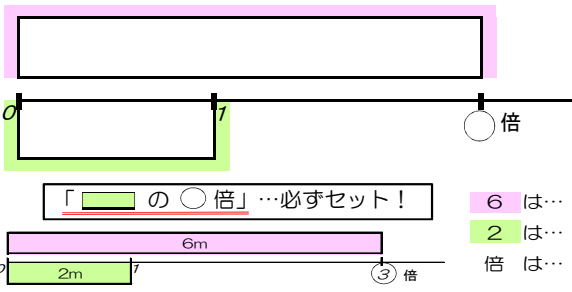 0 1 ◯倍
「 の ◯ 倍」…必ずセット！
6 は…
2 は…
倍 は…
6m
0 1 ③ 倍
2m